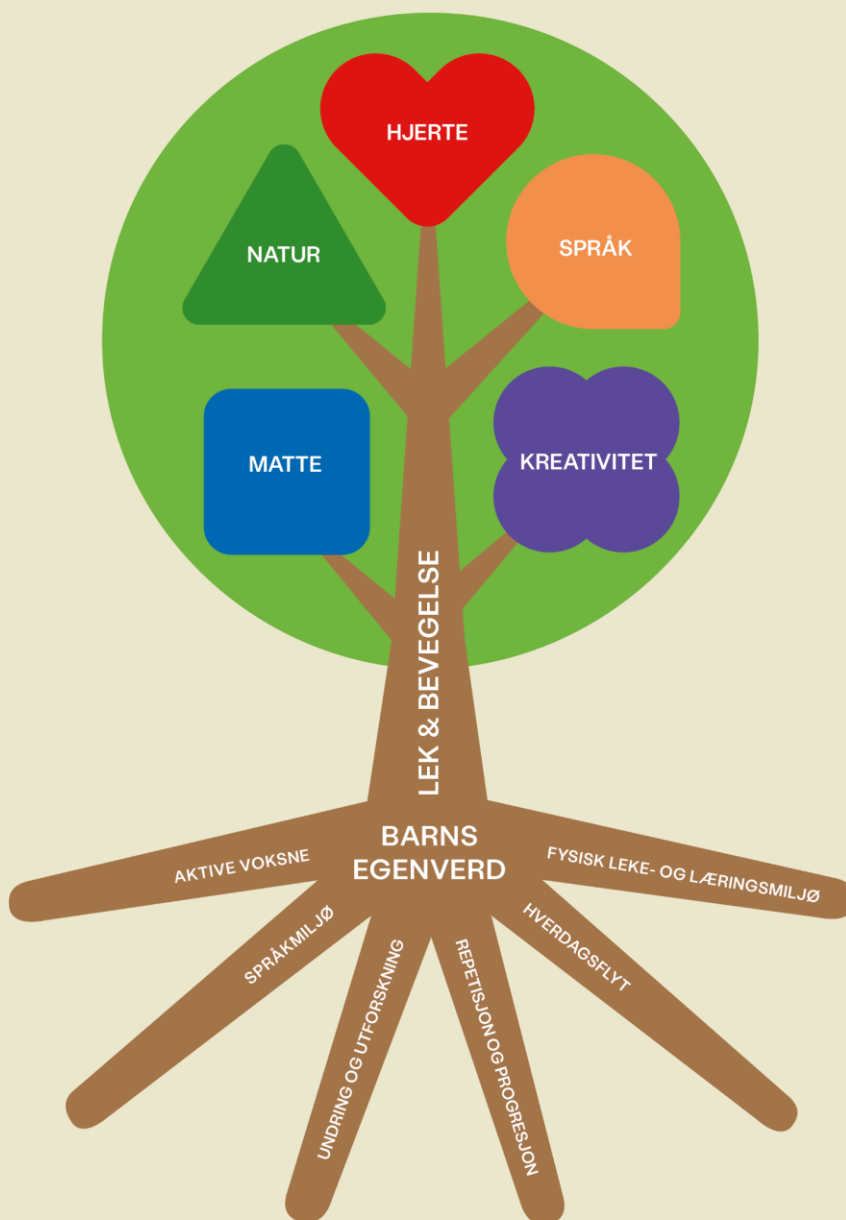 HJERTE
NATUR
SPRÅK
MATTE
KREATIVITET
LEK & BEVEGELSE
BARNS
EGENVERD
AKTIVE VOKSNE
SPRÅKMILJØ
UNDRING OG UTFORSKNING
REPETISJON OG PROGRESJON
HVERDAGSFLYT
FYSISK LEKE- OG LÆRINGSMILJØ